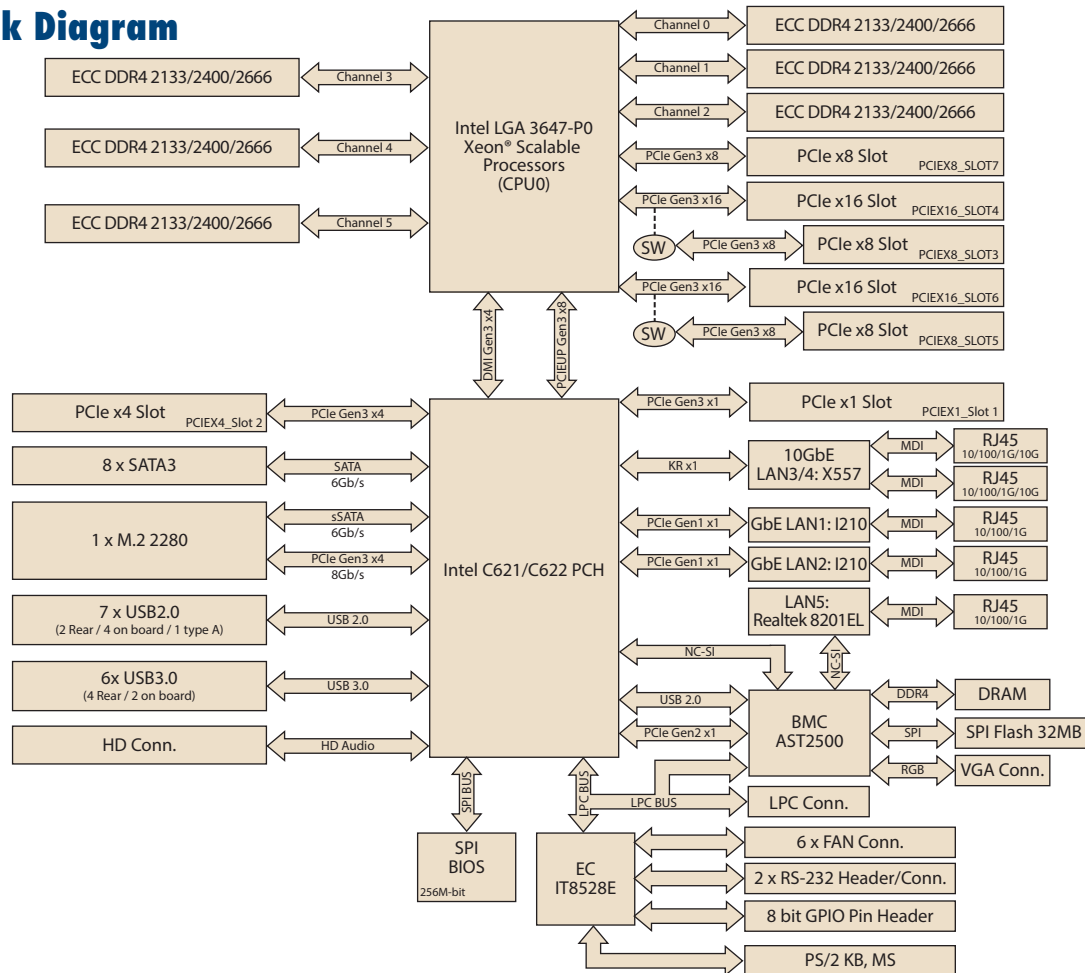 k Diagram
ECC DDR4 2133/2400/2666
Channel 3
ECC DDR4 2133/2400/2666
Channel 4
ECC DDR4 2133/2400/2666
Channel 5
Intel LGA 3647-P0
Xeon® Scalable
Processors
(CPU0)
Channel 0
ECC DDR4 2133/2400/2666
Channel 1
ECC DDR4 2133/2400/2666
Channel 2
ECC DDR4 2133/2400/2666
PCIe Gen3 x8
PCIe x8 Slot
PCIEX8_SLOT7
PCIe Gen3 x16
PCIe x16 Slot
PCIEX16_SLOT4
SW
PCIe Gen3 x8
PCIe x8 Slot
PCIEX8_SLOT3
PCIe Gen3 x16
PCIe x16 Slot
PCIEX16_SLOT6
SW
PCIe Gen3 x8
PCIe x8 Slot
PCIEX8_SLOT5
DMI Gen3 x4
PCIEUP Gen3 x8
PCIe x4 Slot
PCIEX4_Slot 2
PCIe Gen3 x4
8 x SATA3
SATA
6Gb/s
1 x M.2 2280
sSATA
6Gb/s
PCIe Gen3 x4
8Gb/s
7 x USB2.0
(2 Rear / 4 on board / 1 type A)
USB 2.0
6x USB3.0
(4 Rear / 2 on board)
USB 3.0
HD Conn.
HD Audio
Intel C621/C622 PCH
PCIe Gen3 x1
PCIe x1 Slot
PCIEX1_Slot 1
KR x1
10GbE
LAN3/4: X557
MDI
RJ45
10/100/1G/10G
MDI
RJ45
10/100/1G/10G
PCIe Gen1 x1
GbE LAN1: I210
MDI
RJ45
10/100/1G
PCIe Gen1 x1
GbE LAN2: I210
MDI
RJ45
10/100/1G
LAN5:
Realtek 8201EL
MDI
RJ45
10/100/1G
NC-SI
NC-SI
USB 2.0
PCIe Gen2 x1
BMC
AST2500
DDR4
DRAM
SPI
SPI Flash 32MB
RGB
VGA Conn.
SPI BUS
LPC BUS
LPC BUS
LPC Conn.
SPI
BIOS
256M-bit
EC
IT8528E
6 x FAN Conn.
2 x RS-232 Header/Conn.
8 bit GPIO Pin Header
PS/2 KB, MS